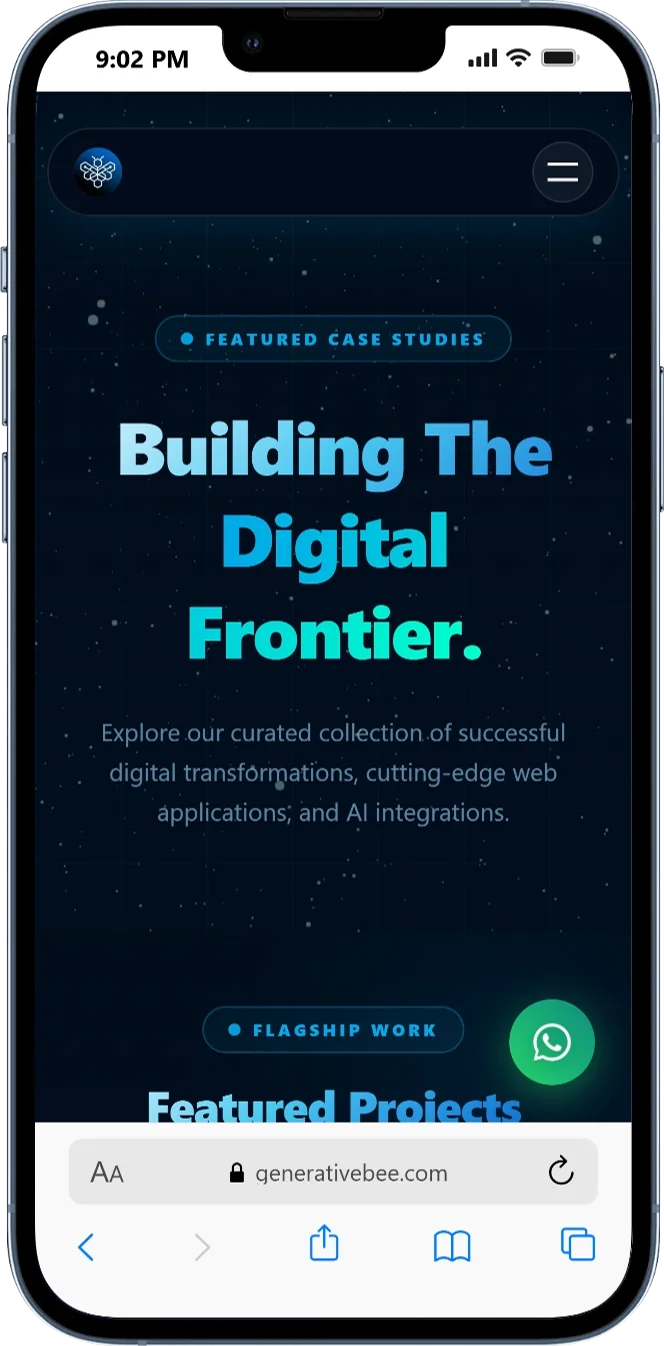 9:02 PM
FEATURED CASE STUDIES
Building The
Digital
Frontier.
Explore our curated collection of successful
digital transformations, cutting-edge web
applications, and AI integrations.
FLAGSHIP WORK
Featured Projects
AA
generativebee.com